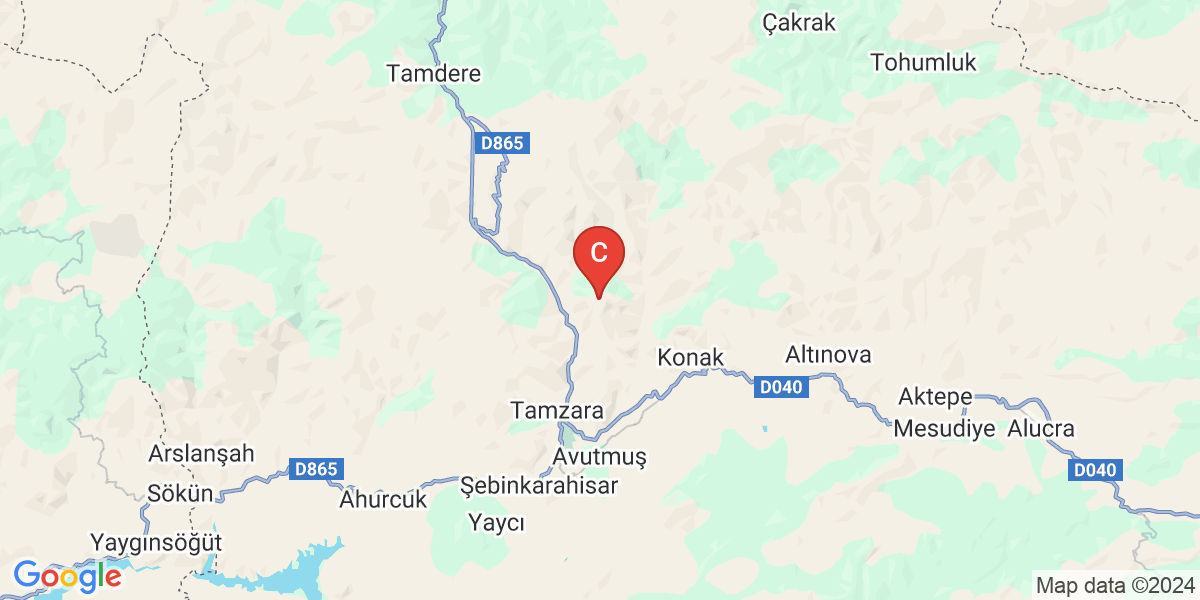 Çakrak
Tohumluk
Tamdere
D865
C
Konak
Altınova
D040
Aktepe
Tamzara
Mesudiye
Alucra
Arslanşah
Avutmuş
D865
D040
Şebinkarahisar
Sökün
Ahurcuk
Yaycı
Yaygınsöğüt
Google
Map data ©2024